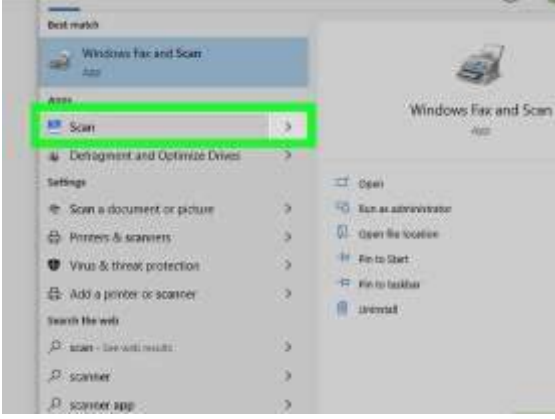 Best match
Windows Fax and Scan
App
Apps
Scan
Defragment and Optimize Drives
Settings
Scan a document or picture
Printers & scanners
Virus & threat protection
Add a printer or scanner
Search the web
scan - See web results
scanner
scanner app
Windows Fax and Scan
App
Open
Run as administrator
Open file location
Pin to Start
Pin to taskbar
Uninstall